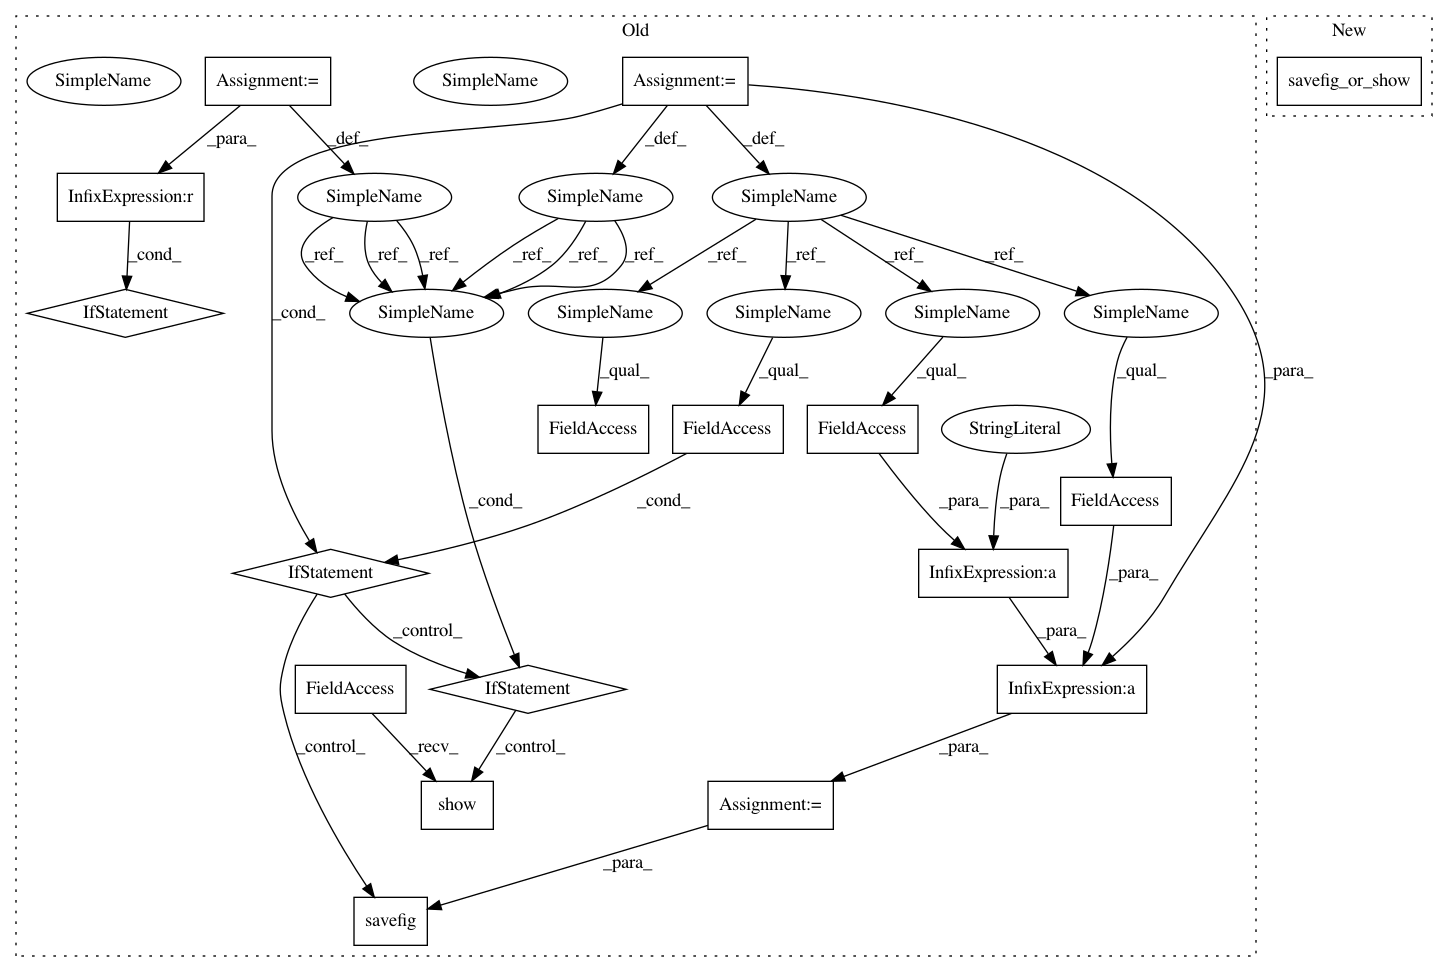 Old
New
SimpleName
Assignment:=
SimpleName
Assignment:=
savefig_or_show
_para_
_def_
_def_
_def_
InfixExpression:r
SimpleName
SimpleName
SimpleName
_cond_
_ref_
_ref_
_ref_
_ref_
_ref_
_ref_
_ref_
_ref_
_ref_
_ref_
IfStatement
_cond_
SimpleName
SimpleName
SimpleName
SimpleName
SimpleName
_qual_
_qual_
_qual_
_qual_
_para_
FieldAccess
FieldAccess
FieldAccess
StringLiteral
_cond_
_cond_
_para_
_para_
FieldAccess
IfStatement
InfixExpression:a
_para_
_control_
_para_
FieldAccess
IfStatement
InfixExpression:a
_control_
_recv_
_control_
_para_
show
Assignment:=
_para_
savefig